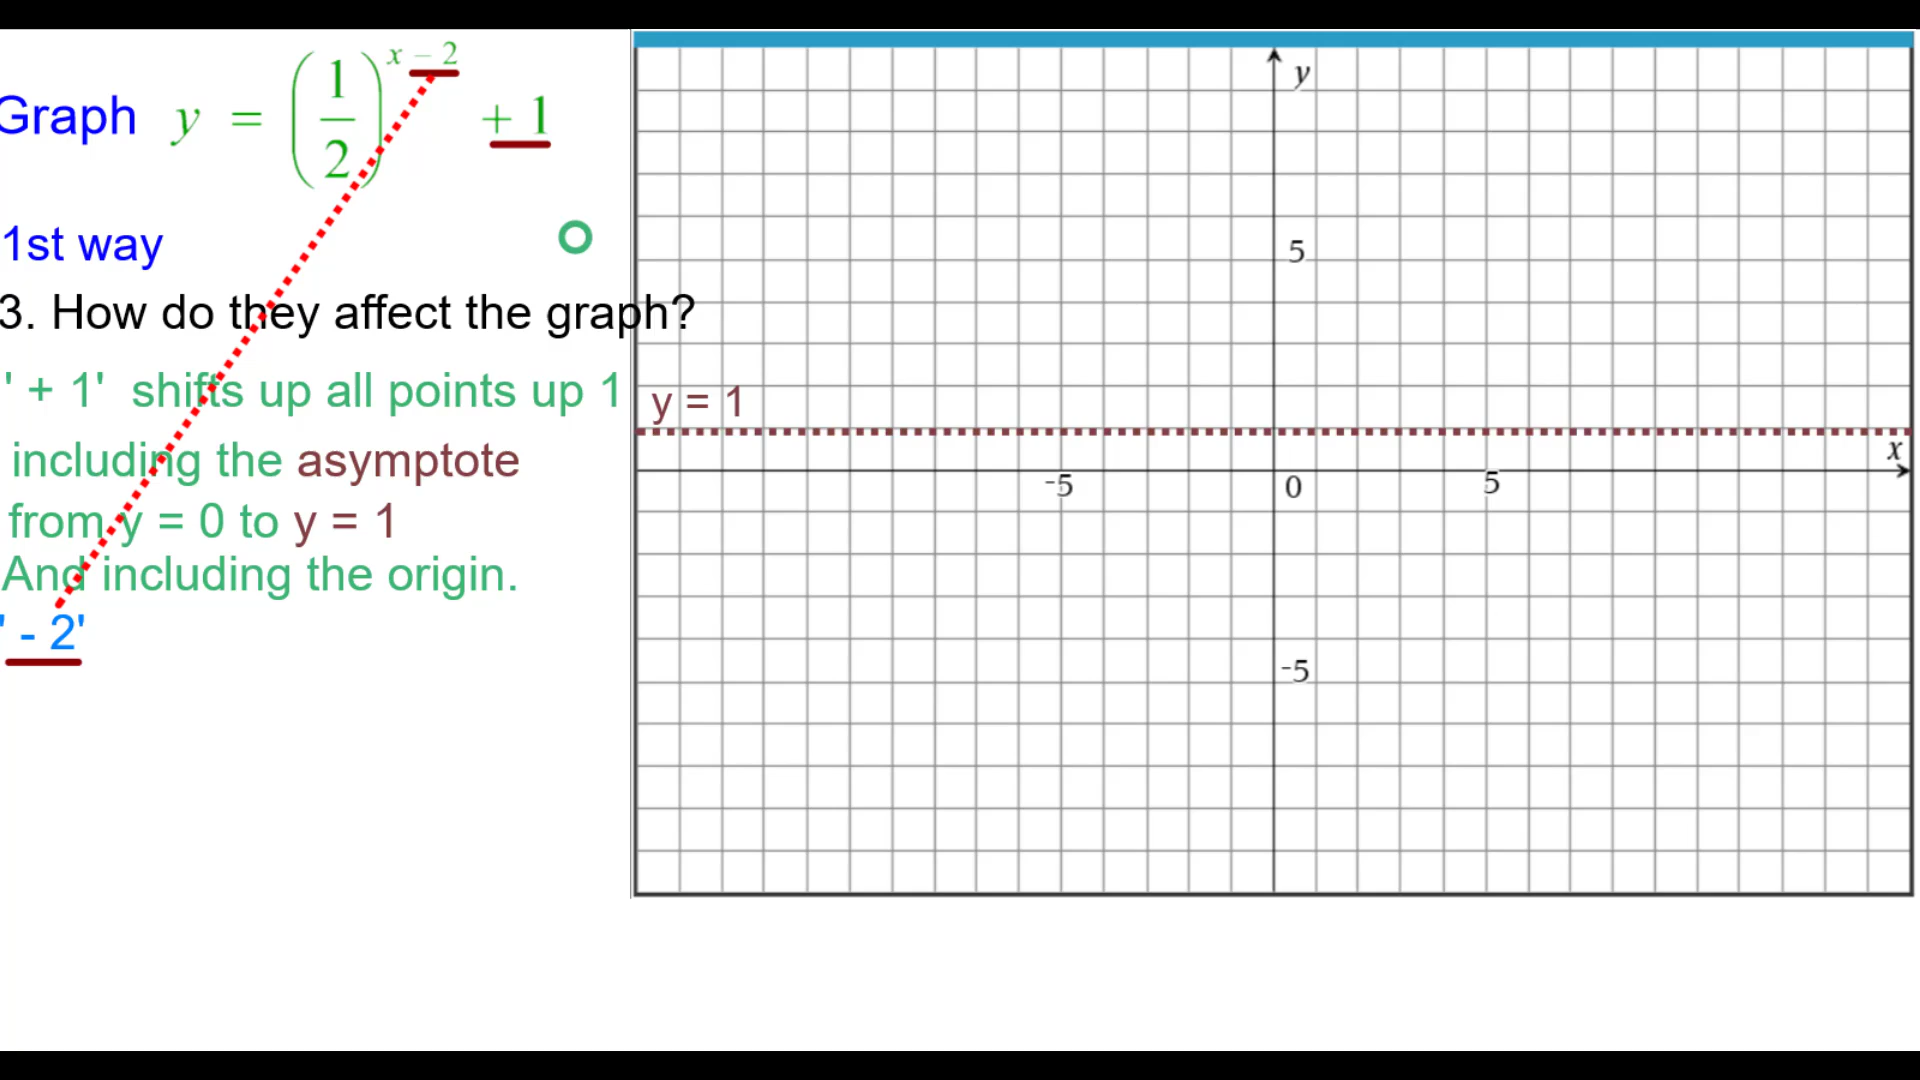 Graph y = (1/2)^(x – 2) + 1
1st way
3. How do they affect the graph?
' + 1' shifts up all points up 1
including the asymptote
from y = 0 to y = 1
And including the origin.
' - 2'
y
5
y = 1
x
-5 0 5
-5